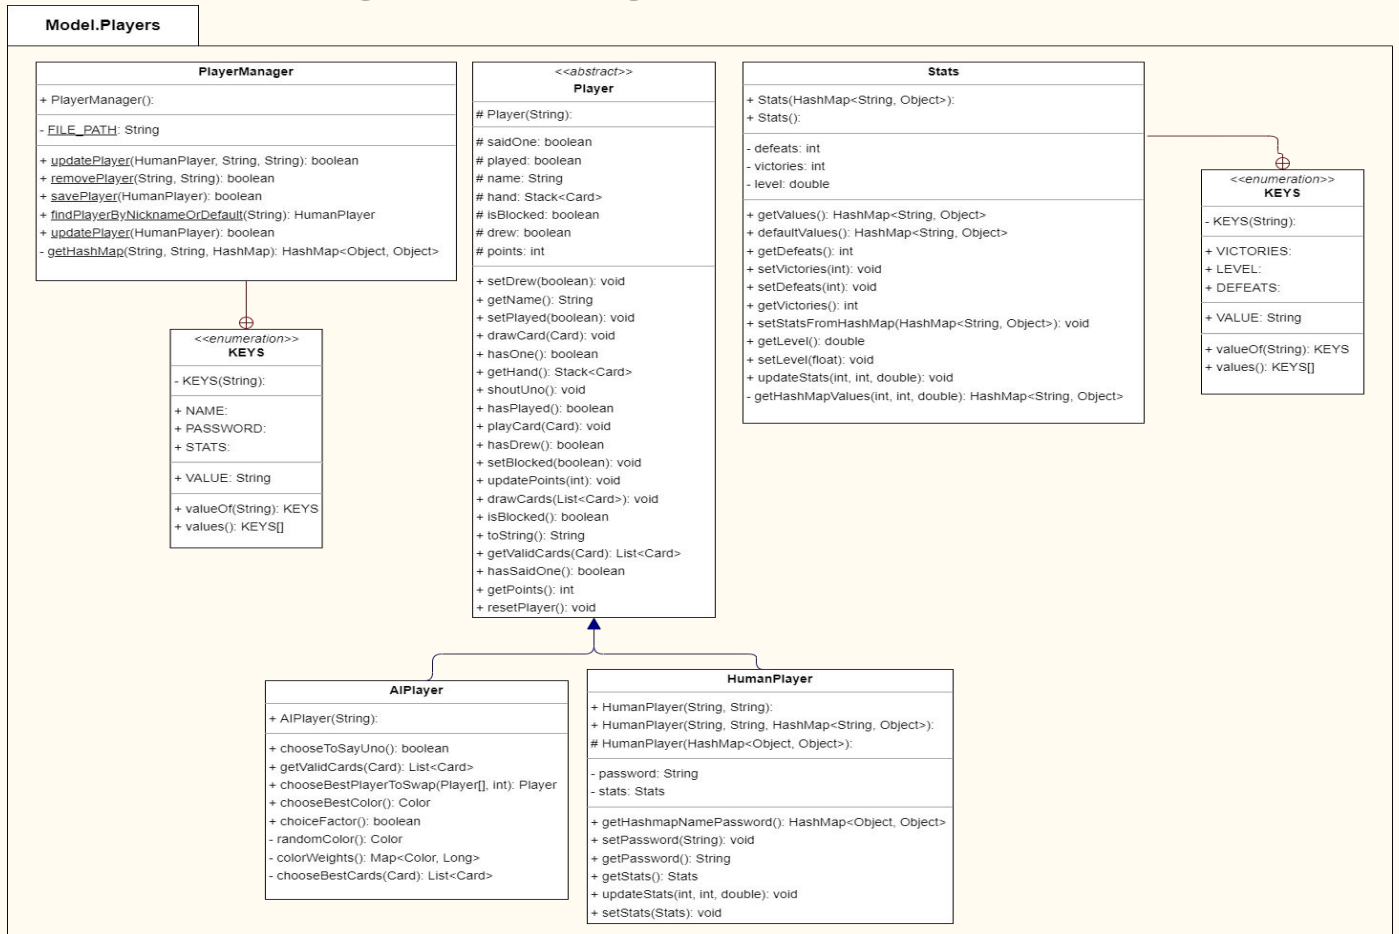 Model.Players
PlayerManager
+ PlayerManager():
- FILE_PATH: String
+ updatePlayer(HumanPlayer, String, String): boolean
+ removePlayer(String, String): boolean
+ savePlayer(HumanPlayer): boolean
+ findPlayerByNicknameOrDefault(String): HumanPlayer
+ updatePlayer(HumanPlayer): boolean
- getHashMap(String, String, HashMap): HashMap<Object, Object>
<<enumeration>>
KEYS
- KEYS(String):
+ NAME:
+ PASSWORD:
+ STATS:
+ VALUE: String
+ valueOf(String): KEYS
+ values(): KEYS[]
<<abstract>>
Player
# Player(String):
# saidOne: boolean
# played: boolean
# name: String
# hand: Stack<Card>
# isBlocked: boolean
# drew: boolean
# points: int
+ setDrew(boolean): void
+ getName(): String
+ setPlayed(boolean): void
+ drawCard(Card): void
+ hasOne(): boolean
+ getHand(): Stack<Card>
+ shoutUno(): void
+ hasPlayed(): boolean
+ playCard(Card): void
+ hasDrew(): boolean
+ setBlocked(boolean): void
+ updatePoints(int): void
+ drawCards(List<Card>): void
+ isBlocked(): boolean
+ toString(): String
+ getValidCards(Card): List<Card>
+ hasSaidOne(): boolean
+ getPoints(): int
+ resetPlayer(): void
Stats
+ Stats(HashMap<String, Object>):
+ Stats():
- defeats: int
- victories: int
- level: double
+ getValues(): HashMap<String, Object>
+ defaultValues(): HashMap<String, Object>
+ getDefeats(): int
+ setVictories(int): void
+ setDefeats(int): void
+ getVictories(): int
+ setStatsFromHashMap(HashMap<String, Object>): void
+ getLevel(): double
+ setLevel(float): void
+ updateStats(int, int, double): void
- getHashMapValues(int, int, double): HashMap<String, Object>
<<enumeration>>
KEYS
- KEYS(String):
+ VICTORIES:
+ LEVEL:
+ DEFEATS:
+ VALUE: String
+ valueOf(String): KEYS
+ values(): KEYS[]
AIPlayer
+ AIPlayer(String):
+ chooseToSayUno(): boolean
+ getValidCards(Card): List<Card>
+ chooseBestPlayerToSwap(Player[], int): Player
+ chooseBestColor(): Color
+ choiceFactor(): boolean
- randomColor(): Color
- colorWeights(): Map<Color, Long>
- chooseBestCards(Card): List<Card>
HumanPlayer
+ HumanPlayer(String, String):
+ HumanPlayer(String, String, HashMap<String, Object>):
# HumanPlayer(HashMap<Object, Object>):
- password: String
- stats: Stats
+ getHashmapNamePassword(): HashMap<Object, Object>
+ setPassword(String): void
+ getPassword(): String
+ getStats(): Stats
+ updateStats(int, int, double): void
+ setStats(Stats): void